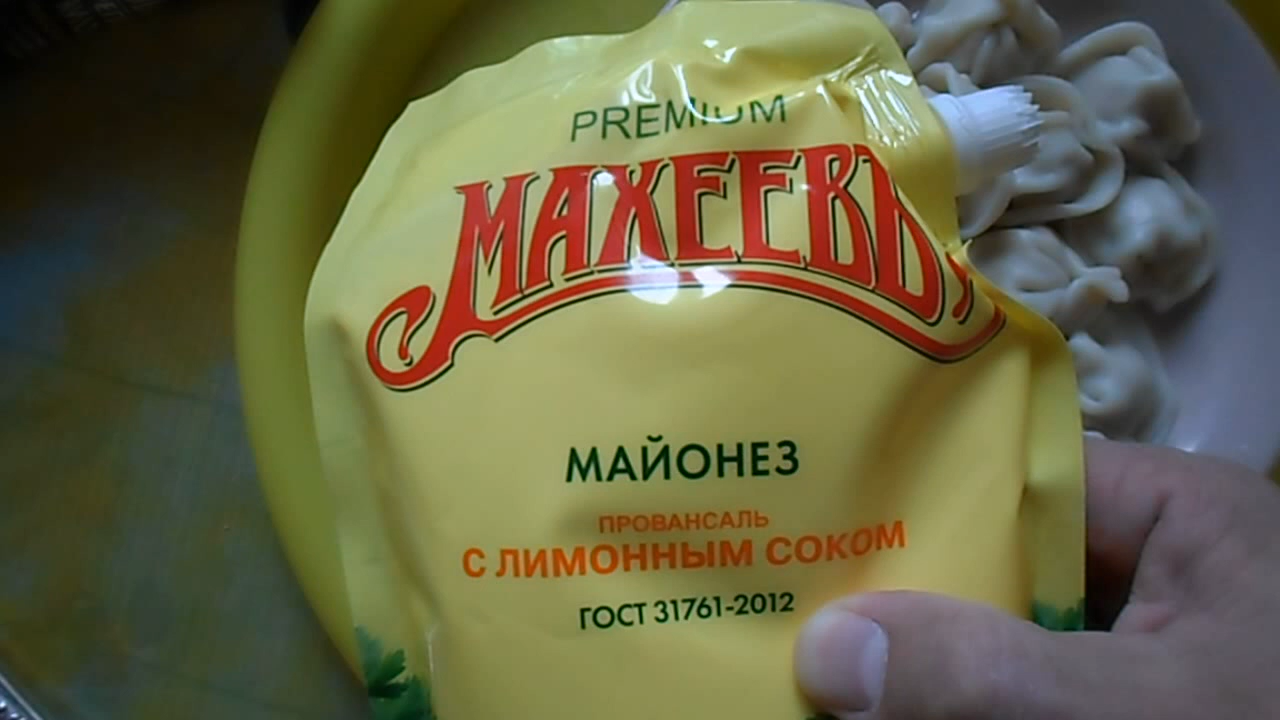 PREMIUM
МАХЕЕВЪ
МАЙОНЕЗ
ПРОВАНСАЛЬ
С ЛИМОННЫМ СОКОМ
ГОСТ 31761-2012